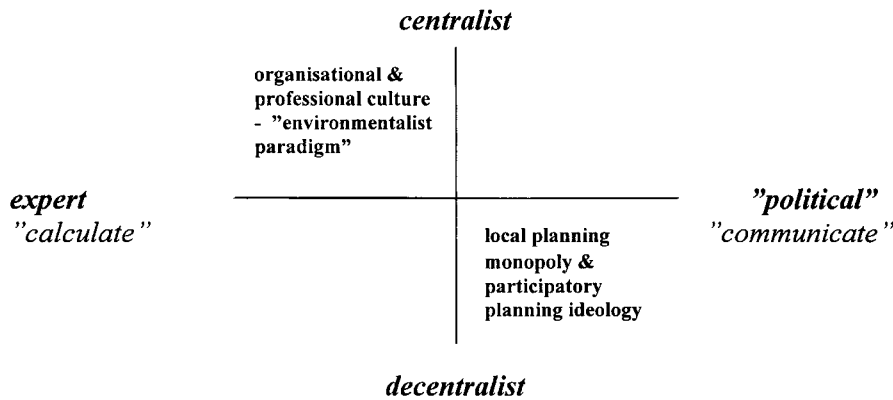 centralist
organisational &
professional culture
- ”environmentalist
paradigm”
expert
”calculate”
”political”
”communicate”
local planning
monopoly &
participatory
planning ideology
decentralist